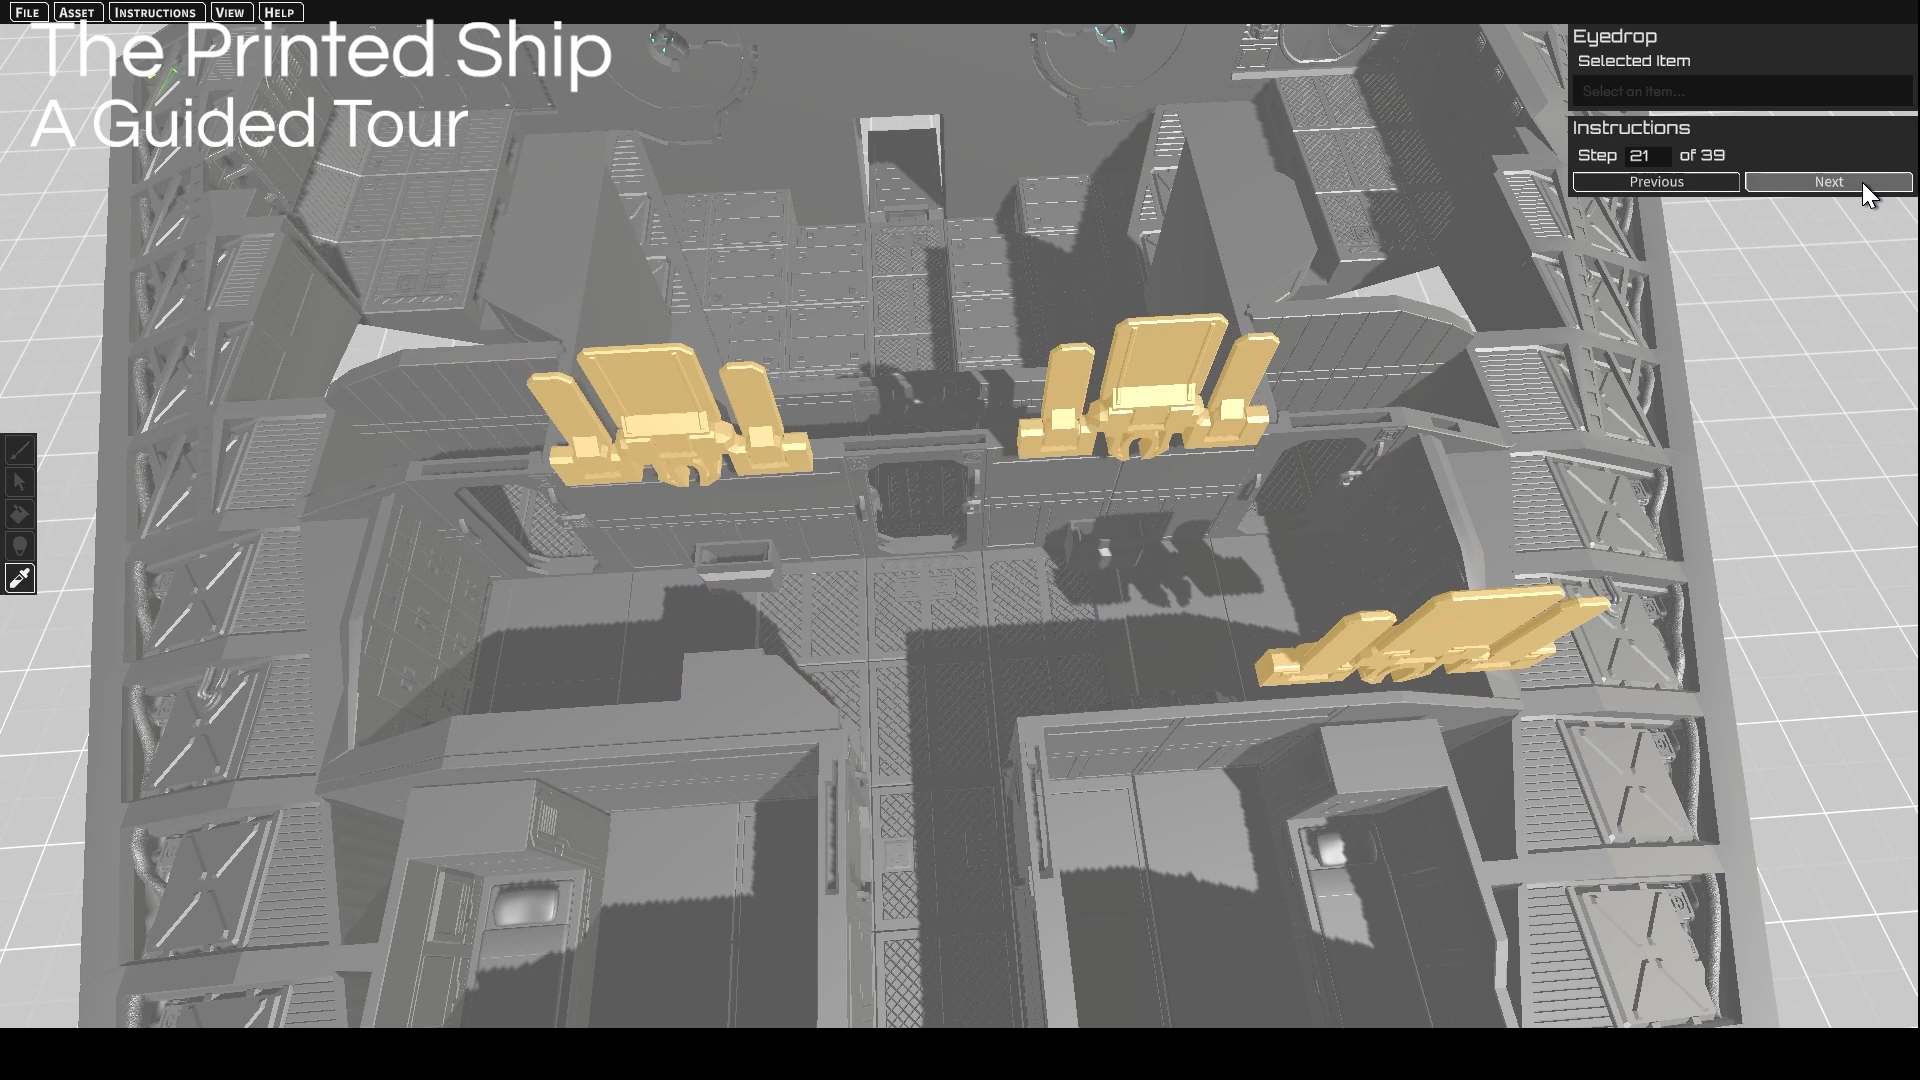 File Asset Instructions View Help
The Printed Ship
A Guided Tour
Eyedrop
Selected Item
Select an item...
Instructions
Step 21 of 39
Previous Next